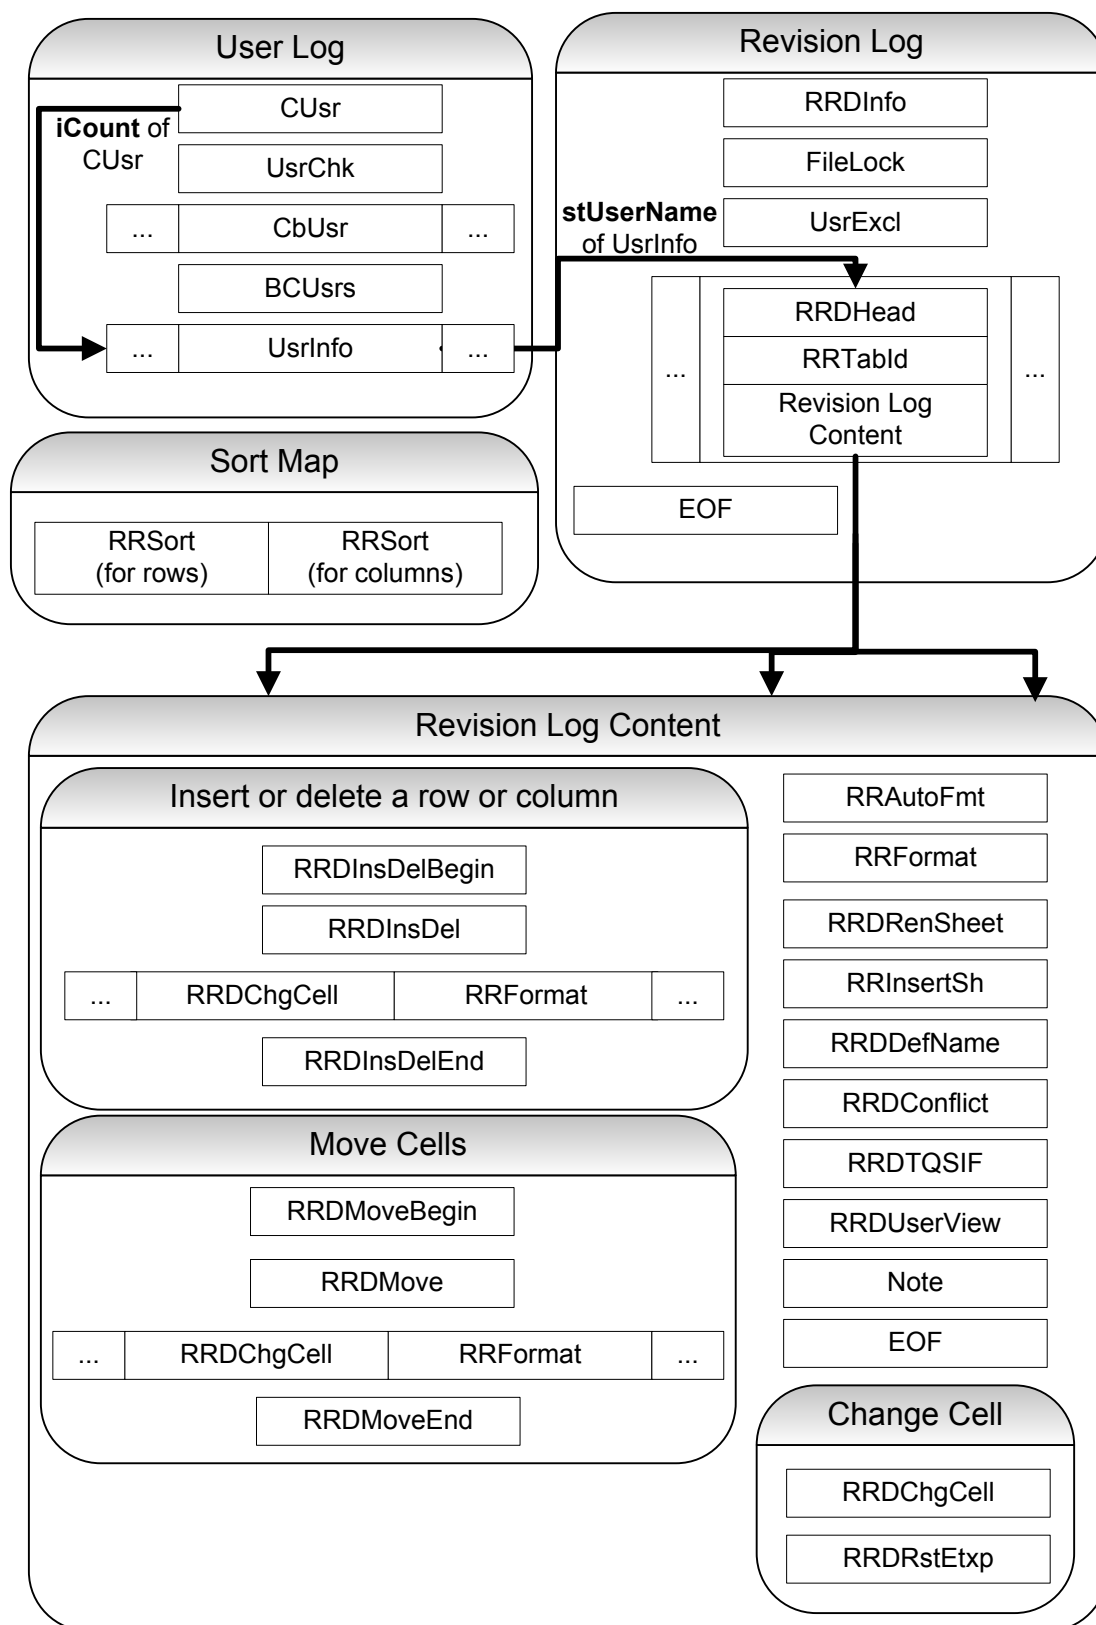 User Log
CUsr
iCount of
CUsr
UsrChk
... CbUsr ...
BCUsrs
... UsrInfo ...
Revision Log
RRDInfo
FileLock
UsrExcl
stUserName
of UsrInfo
RRDHead
RRTabId
... ...
Revision Log
Content
EOF
Sort Map
RRSort
(for rows)
RRSort
(for columns)
Revision Log Content
Insert or delete a row or column
RRDInsDelBegin
RRDInsDel
... RRDChgCell RRFormat ...
RRDInsDelEnd
Move Cells
RRDMoveBegin
RRDMove
... RRDChgCell RRFormat ...
RRDMoveEnd
RRAutoFmt
RRFormat
RRDRenSheet
RRInsertSh
RRDDefName
RRDConflict
RRDTQSIF
RRDUserView
Note
EOF
Change Cell
RRDChgCell
RRDRstEtxp